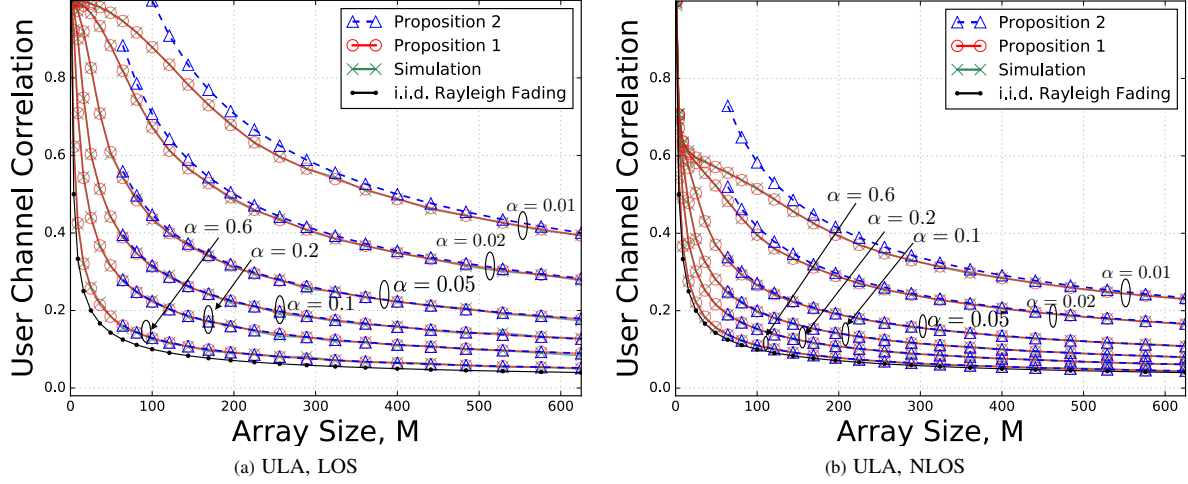 User Channel Correlation
0.8
0.6
0.4
0.2
0.0
Proposition 2
Proposition 1
Simulation
i.i.d. Rayleigh Fading
α = 0.01
α = 0.02
α = 0.6
α = 0.2
α = 0.05
α = 0.1
0 100 200 300 400 500 600
Array Size, M
(a) ULA, LOS
User Channel Correlation
0.8
0.6
0.4
0.2
0.0
Proposition 2
Proposition 1
Simulation
i.i.d. Rayleigh Fading
α = 0.6
α = 0.2
α = 0.1
α = 0.01
α = 0.02
α = 0.05
0 100 200 300 400 500 600
Array Size, M
(b) ULA, NLOS